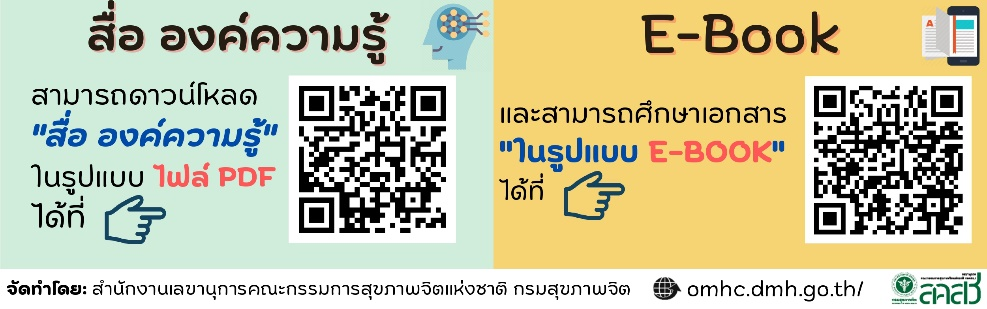 สื่อ องค์ความรู้
สามารถดาวน์โหลด
"สื่อ องค์ความรู้"
ในรูปแบบ ไฟล์ PDF
ได้ที่
E-Book
และสามารถศึกษาเอกสาร
"ในรูปแบบ E-BOOK"
ได้ที่
จัดทำโดย: สำนักงานเลขานุการคณะกรรมการสุขภาพจิตแห่งชาติ กรมสุขภาพจิต omhc.dmh.go.th/